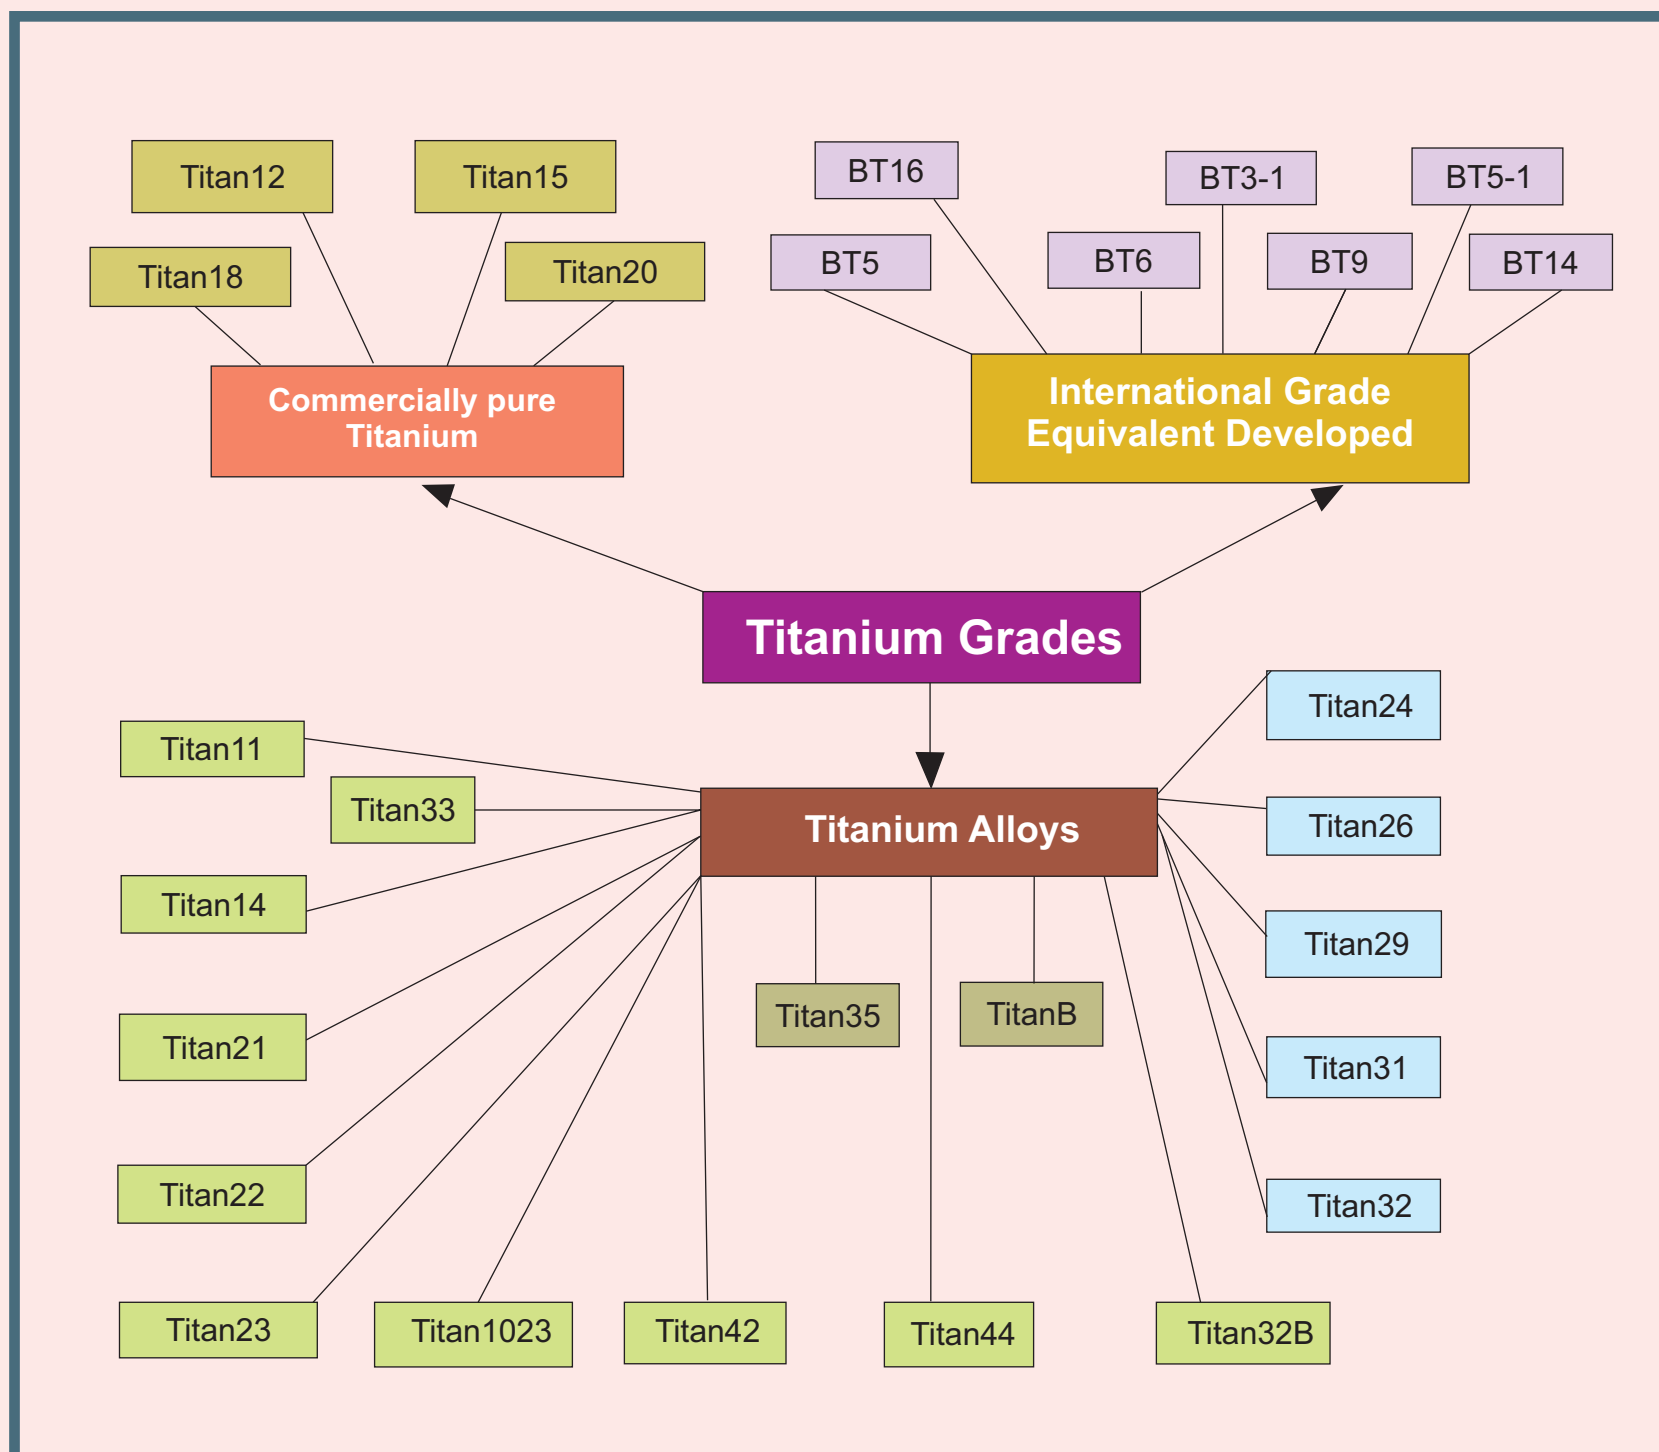 Titan12
Titan15
BT16
BT3-1
BT5-1
Titan18
Titan20
BT5
BT6
BT9
BT14
Commercially pure
Titanium
International Grade
Equivalent Developed
Titanium Grades
Titan24
Titan11
Titan33
Titanium Alloys
Titan26
Titan14
Titan29
Titan35
TitanB
Titan21
Titan31
Titan22
Titan32
Titan23
Titan1023
Titan42
Titan44
Titan32B